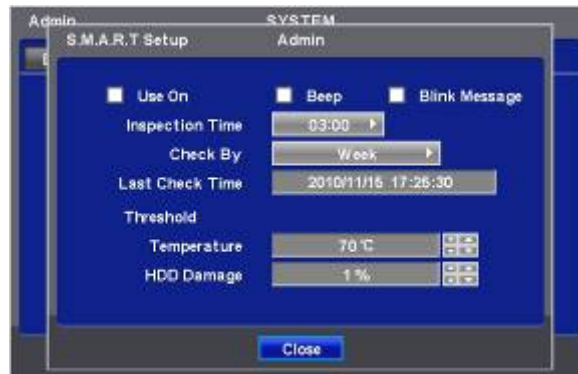 Admin SYSTEM
S.M.A.R.T Setup Admin
Use On Beep Blink Message
Inspection Time 03:00
Check By Week
Last Check Time 2010/11/15 17:25:30
Threshold
Temperature 70 ℃
HDD Damage 1 %
Close